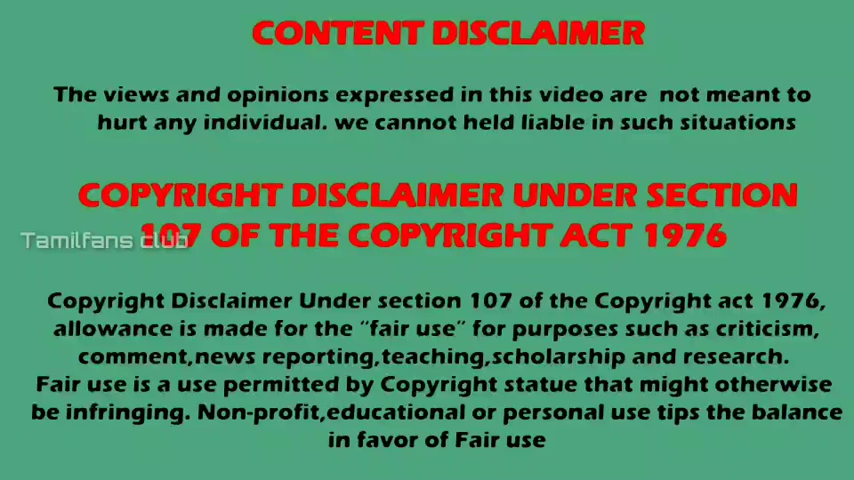 CONTENT DISCLAIMER
The views and opinions expressed in this video are not meant to
hurt any individual. we cannot held liable in such situations
COPYRIGHT DISCLAIMER UNDER SECTION
107 OF THE COPYRIGHT ACT 1976
Tamilfans club
Copyright Disclaimer Under section 107 of the Copyright act 1976,
allowance is made for the "fair use" for purposes such as criticism,
comment,news reporting,teaching,scholarship and research.
Fair use is a use permitted by Copyright statue that might otherwise
be infringing. Non-profit,educational or personal use tips the balance
in favor of Fair use